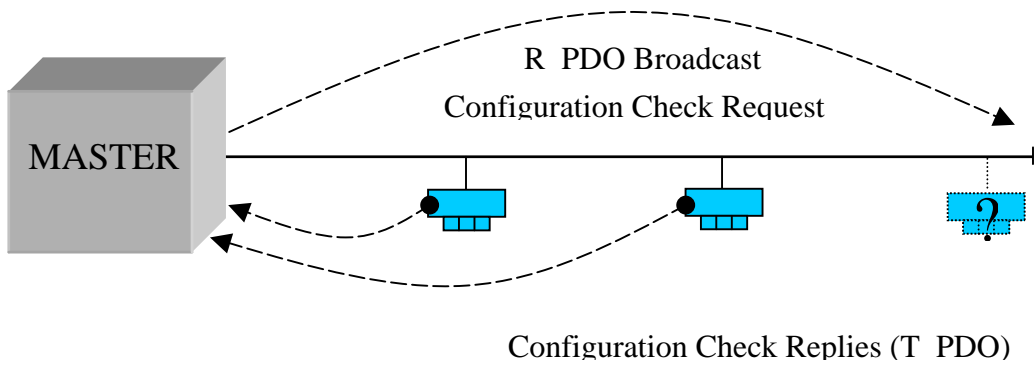 R PDO Broadcast
Configuration Check Request
MASTER
?
Configuration Check Replies (T PDO)